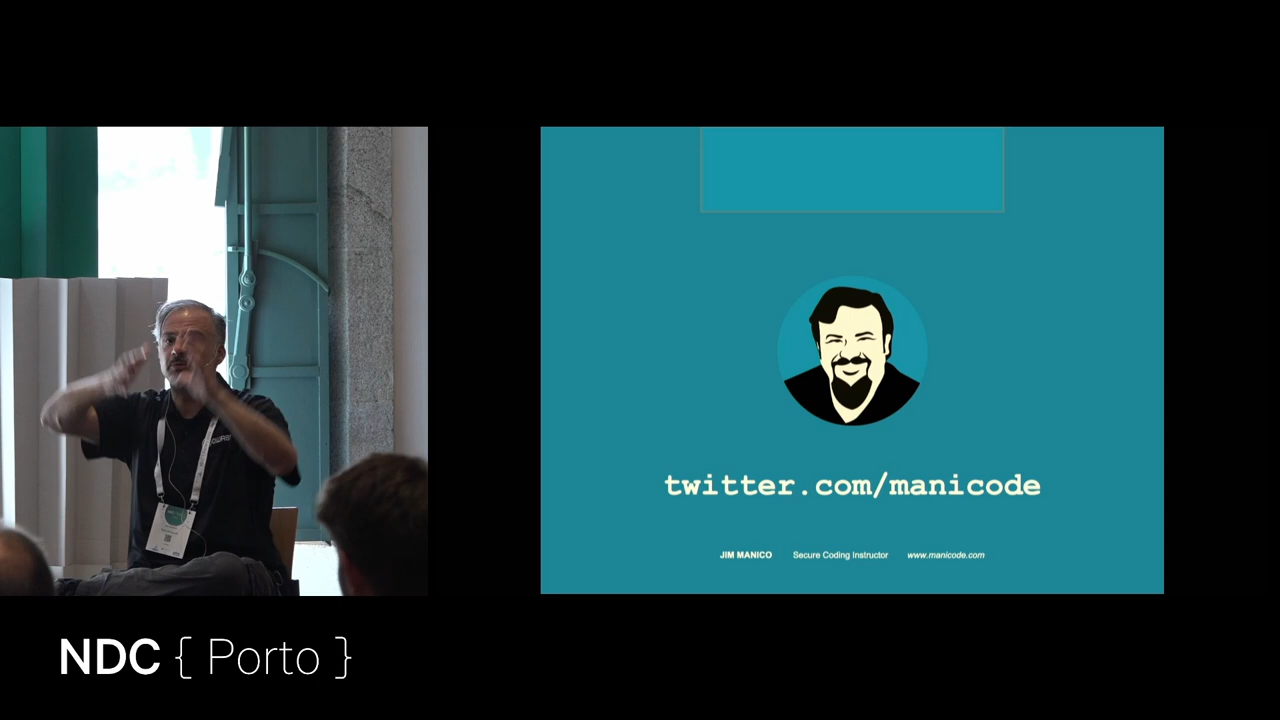 twitter.com/manicode
JIM MANICO Secure Coding Instructor www.manicode.com
NDC { Porto }